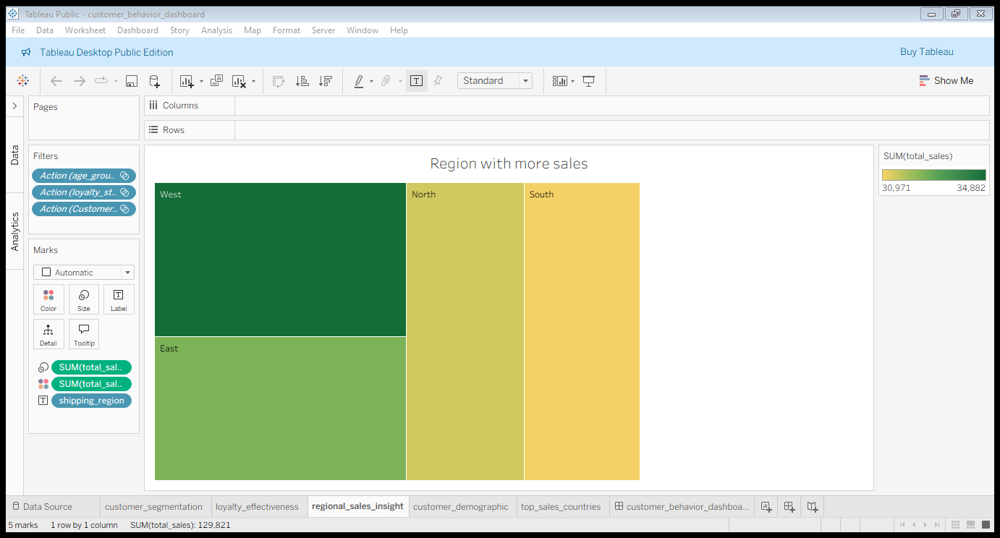 Tableau Public - customer_behavior_dashboard
File Data Worksheet Dashboard Story Analysis Map Format Server Window Help
Tableau Desktop Public Edition
Buy Tableau
Standard
Show Me
Data
Analytics
Pages
Filters
Action (age_grou..
Action (loyalty_st..
Action (Customer..
Marks
Automatic
Color Size Label
Detail Tooltip
SUM(total_sal..
SUM(total_sal..
shipping_region
Columns
Rows
Region with more sales
West
North
South
East
SUM(total_sales)
30,971 34,882
Data Source customer_segmentation loyalty_effectiveness regional_sales_insight customer_demographic top_sales_countries customer_behavior_dashboa...
5 marks 1 row by 1 column SUM(total_sales): 129,821